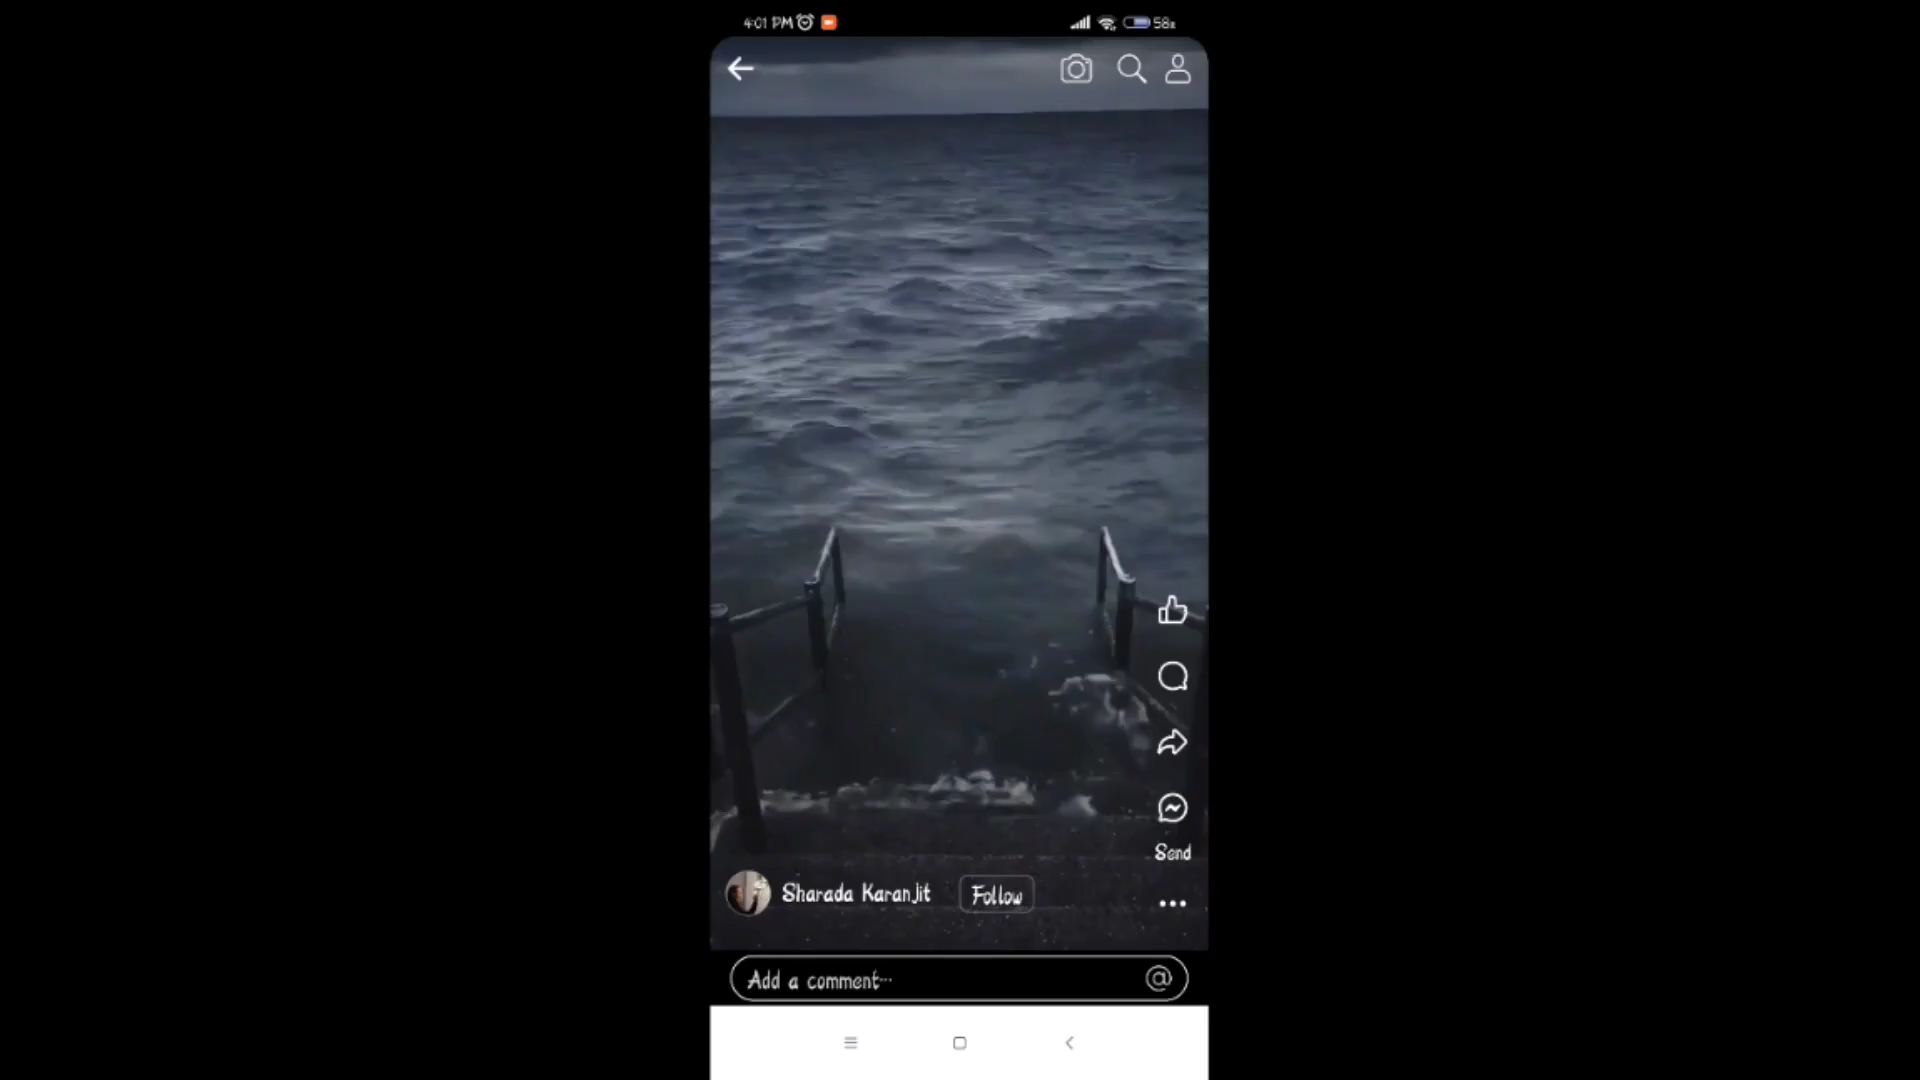 4:01 PM
58%
Send
Sharada Karanjit
Follow
Add a comment...